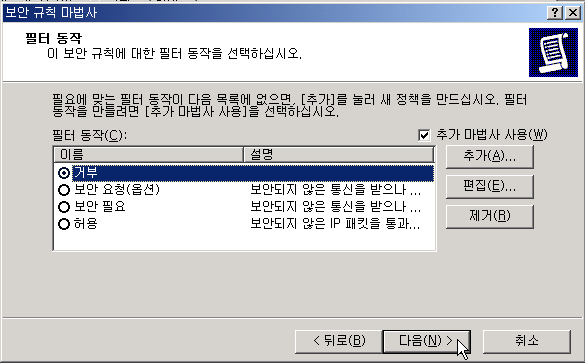 보안 규칙 마법사
필터 동작
이 보안 규칙에 대한 필터 동작을 선택하십시오.
필요에 맞는 필터 동작이 다음 목록에 없으면, [추가]를 눌러 새 정책을 만드십시오. 필터
동작을 만들려면 [추가 마법사 사용]을 선택하십시오.
필터 동작(C):
추가 마법사 사용(W)
이름 설명
거부
보안 요청(옵션) 보안되지 않은 통신을 받으나 ...
보안 필요 보안되지 않은 통신을 받으나 ...
허용 보안되지 않은 IP 패킷을 통과...
추가(A)...
편집(E)...
제거(R)
< 뒤로(B)
다음(N) >
취소